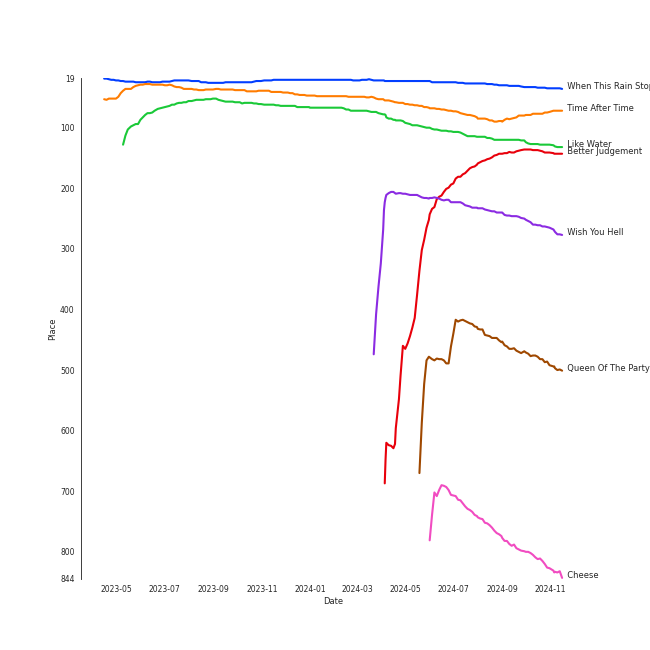 19
When This Rain Stop
Time After Time
100
Like Water
Better Judgement
200
Wish You Hell
300
Place
400
500
Queen Of The Party
600
700
800
844
Cheese
2023-05 2023-07 2023-09 2023-11 2024-01 2024-03 2024-05 2024-07 2024-09 2024-11
Date